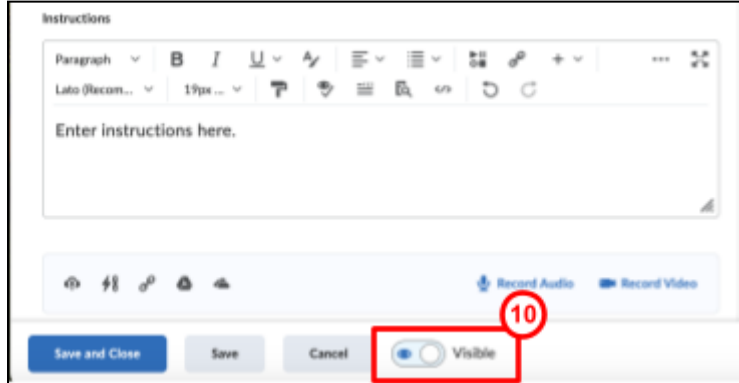 Instructions
Paragraph B I U A
Lato (Recom... 19px ...
Enter instructions here.
Record Audio Record Video
10
Save and Close Save Cancel Visible